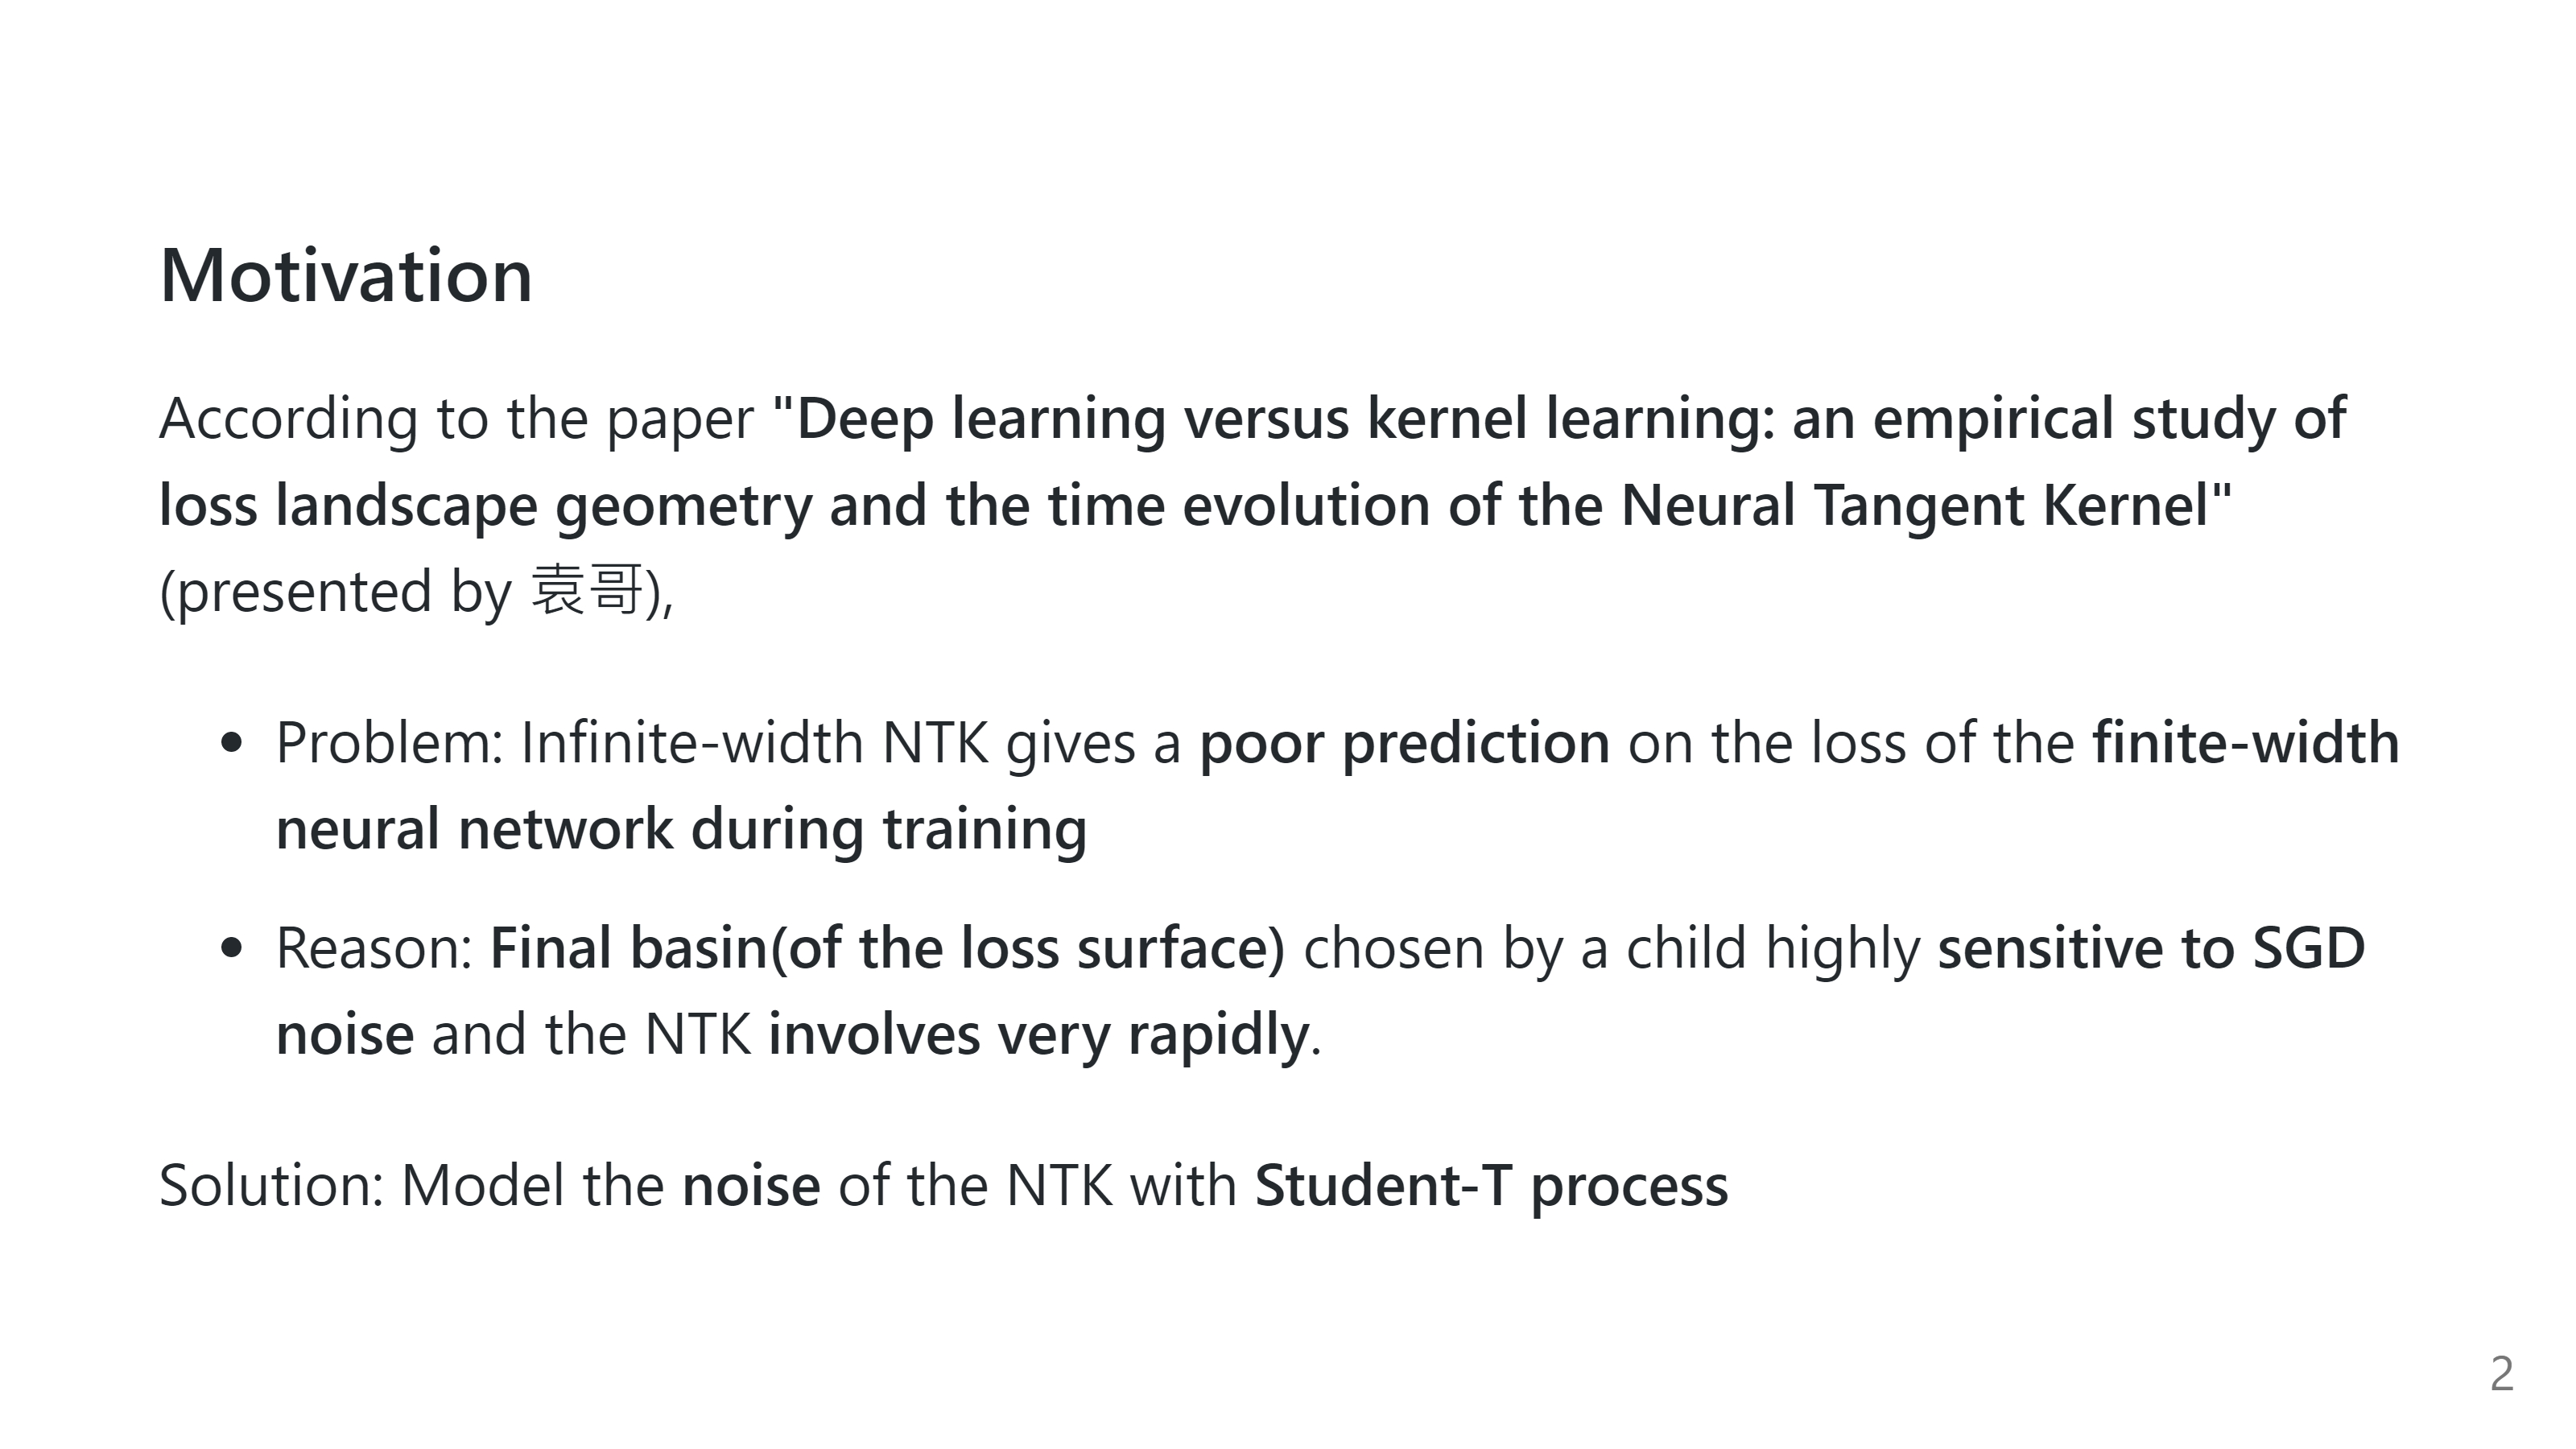 Motivation
According to the paper "Deep learning versus kernel learning: an empirical study of
loss landscape geometry and the time evolution of the Neural Tangent Kernel"
(presented by 袁哥),
• Problem: Infinite-width NTK gives a poor prediction on the loss of the finite-width
neural network during training
• Reason: Final basin(of the loss surface) chosen by a child highly sensitive to SGD
noise and the NTK involves very rapidly.
Solution: Model the noise of the NTK with Student-T process
2